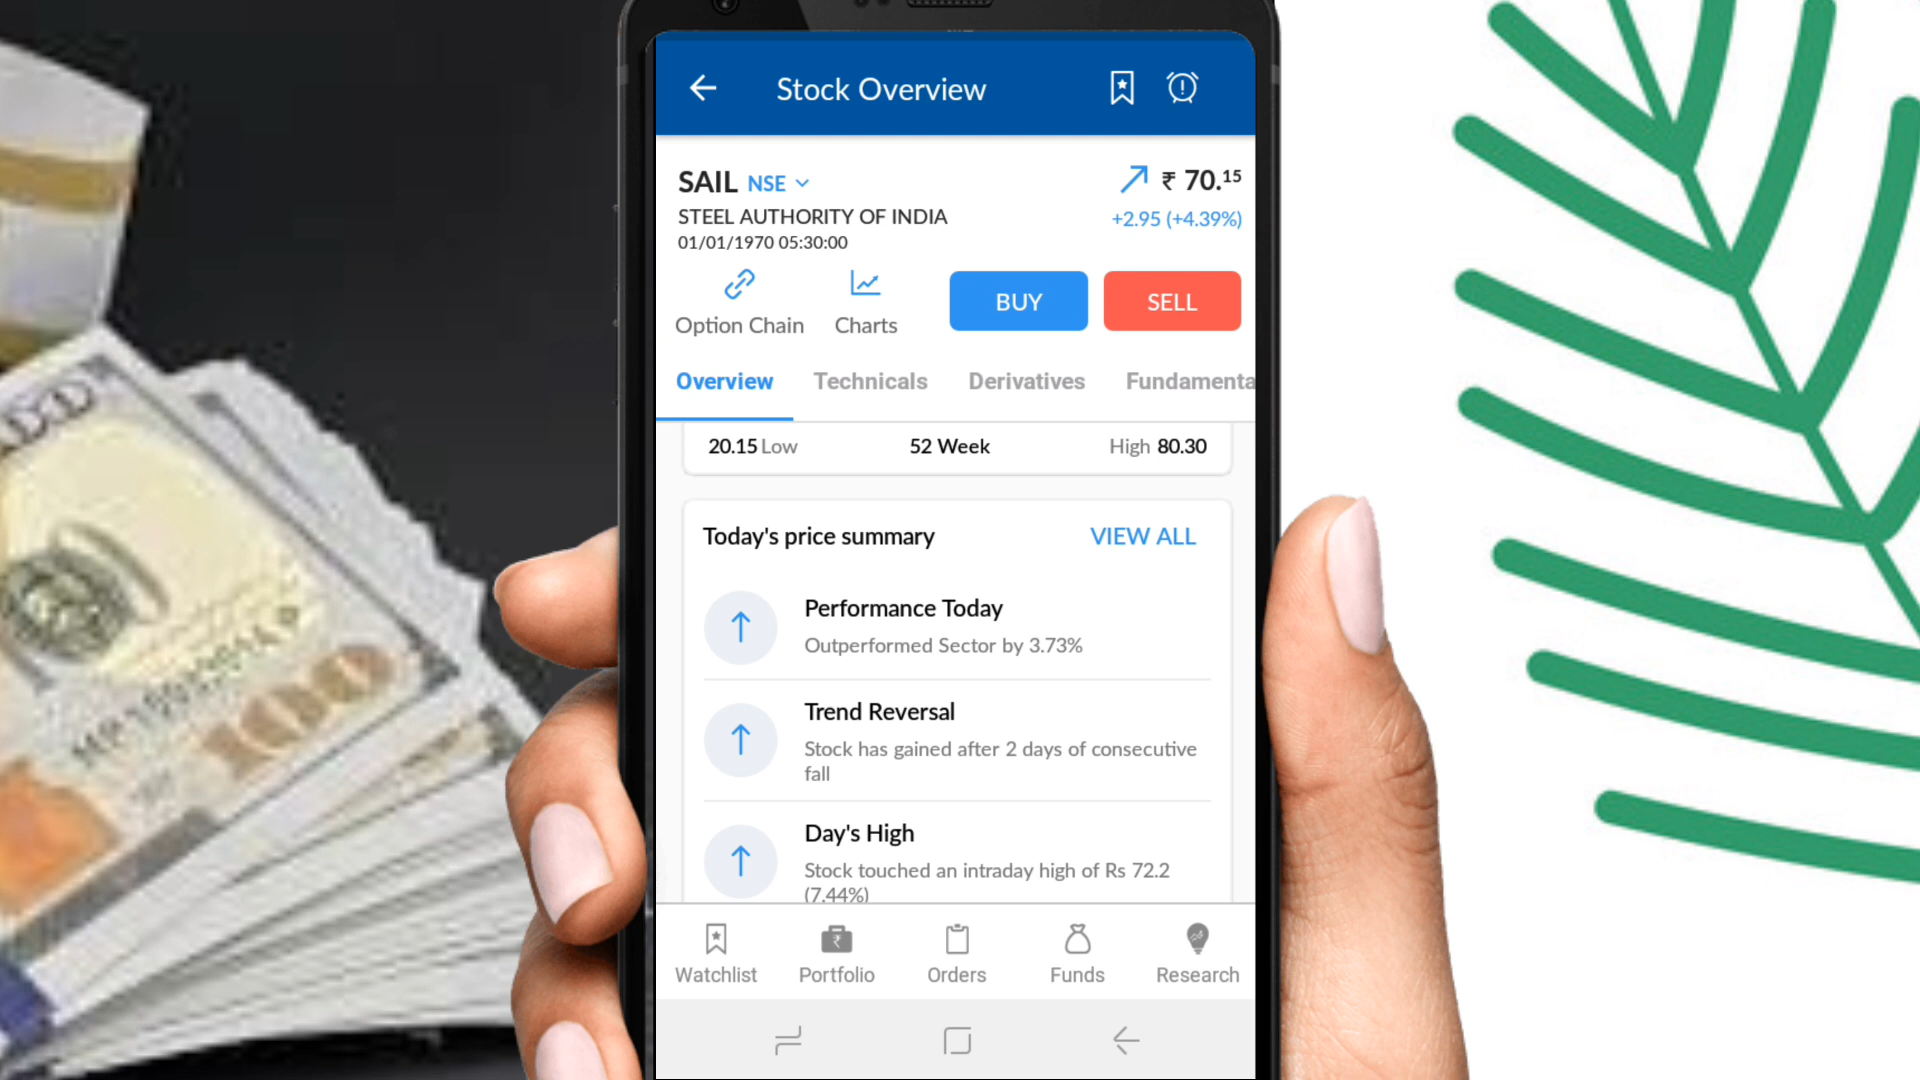 Stock Overview
SAIL NSE
₹ 70.15
STEEL AUTHORITY OF INDIA
+2.95 (+4.39%)
01/01/1970 05:30:00
Option Chain
Charts
BUY
SELL
Overview
Technicals
Derivatives
Fundamenta
20.15 Low
52 Week
High 80.30
Today's price summary
VIEW ALL
Performance Today
Outperformed Sector by 3.73%
Trend Reversal
Stock has gained after 2 days of consecutive
fall
Day's High
Stock touched an intraday high of Rs 72.2
(7.44%)
Watchlist
Portfolio
Orders
Funds
Research
100